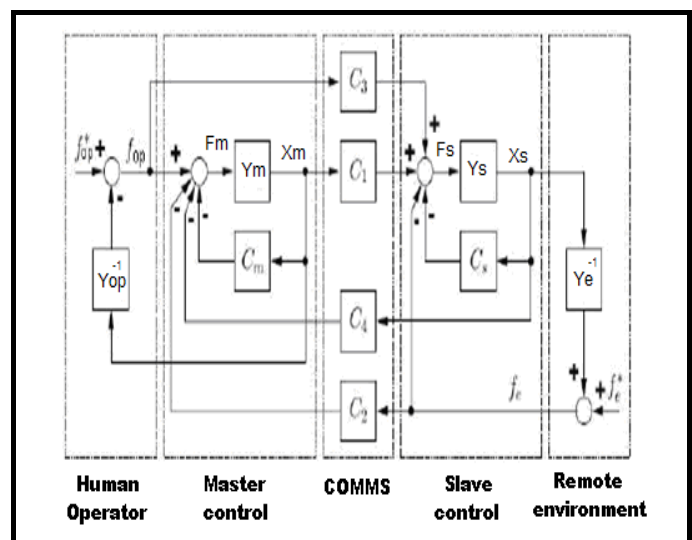 C3
+
f*op + fop + Fm Ym Xm C1 + Fs Ys Xs
- - - -
Yop -1 Cm - - Cs Ye -1
C4
+ + f*e
C2 fe
Human Operator
Master control
COMMS
Slave control
Remote environment